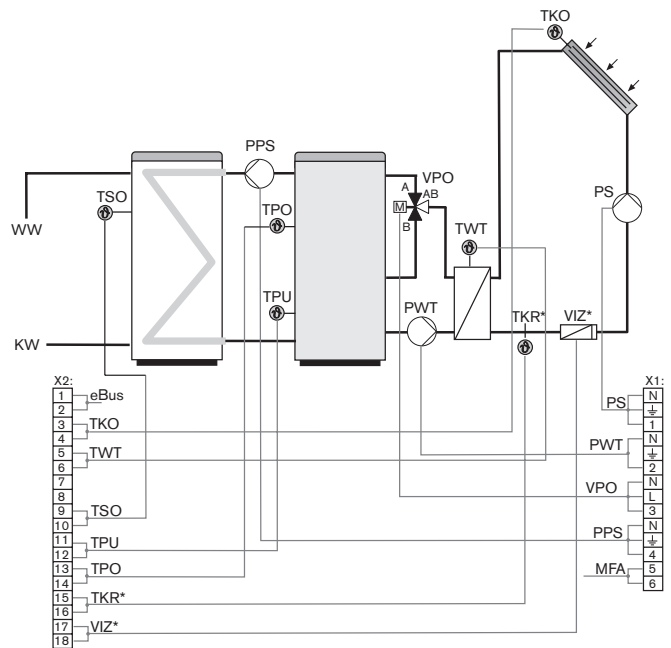 TKO
PPS
VPO
A
AB
TSO
TPO
M
B
TWT
PS
WW
TPU
PWT
TKR*
VIZ*
KW
X2:
1
2
eBus
3
4
TKO
5
6
TWT
7
8
9
10
TSO
11
12
TPU
13
14
TPO
15
16
TKR*
17
18
VIZ*
X1:
PS
N
1
PWT
N
2
VPO
N
L
3
PPS
N
4
MFA
5
6